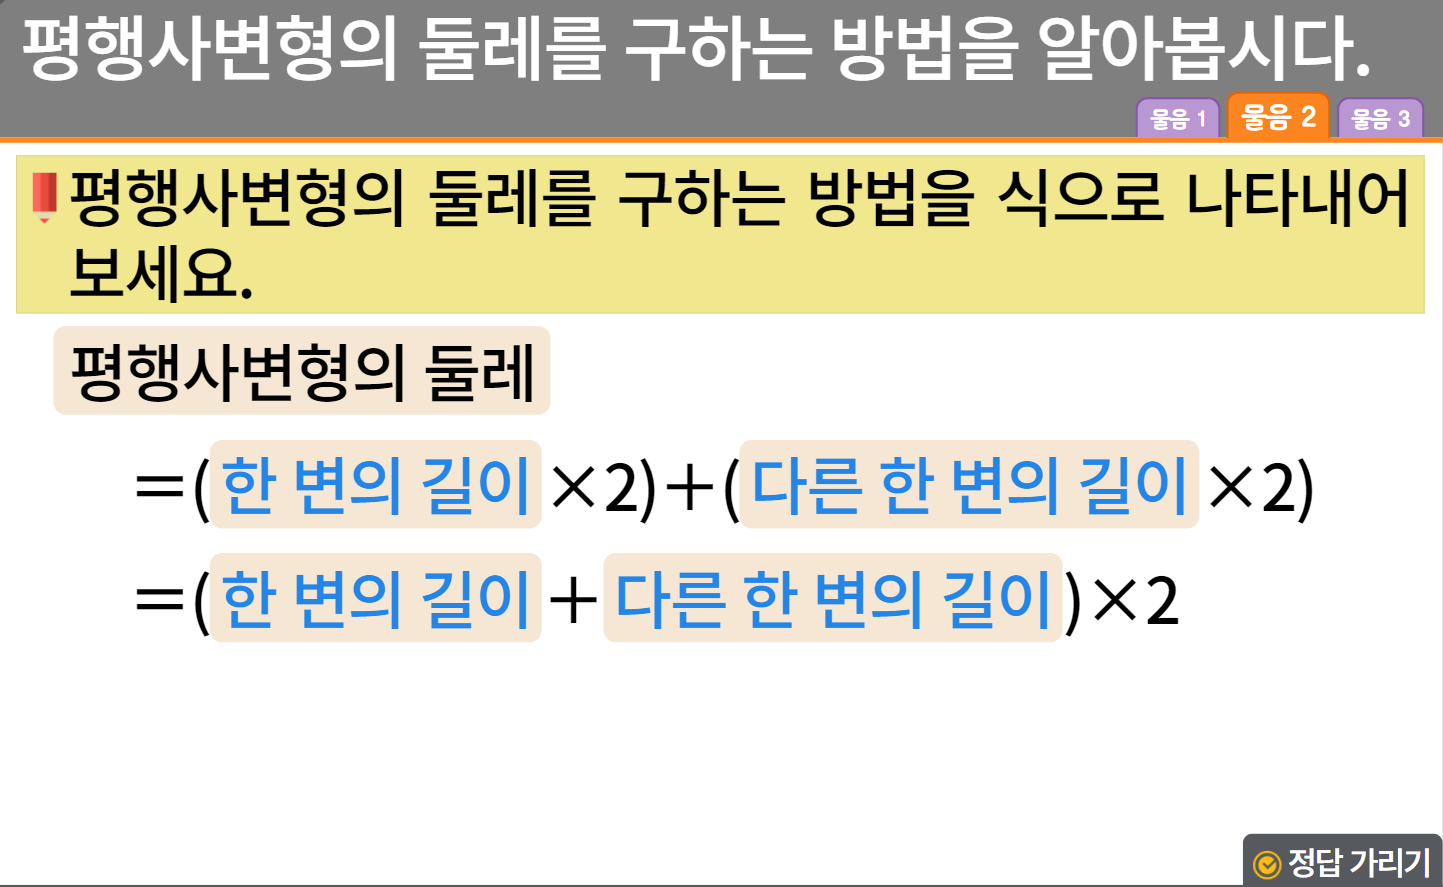 평행사변형의 둘레를 구하는 방법을 알아봅시다.
물음 1 물음 2 물음 3
평행사변형의 둘레를 구하는 방법을 식으로 나타내어
보세요.
평행사변형의 둘레
=(한 변의 길이×2)+(다른 한 변의 길이×2)
=(한 변의 길이+다른 한 변의 길이)×2
정답 가리기